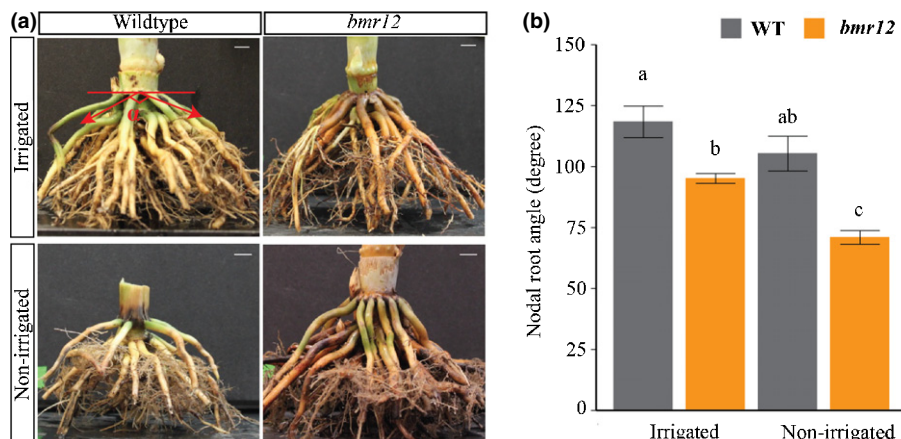 (a)
Wildtype
bmr12
Irrigated
Non-irrigated
α
(b)
WT
bmr12
Nodal root angle (degree)
150
125
100
75
50
25
0
a
b
ab
c
Irrigated
Non-irrigated